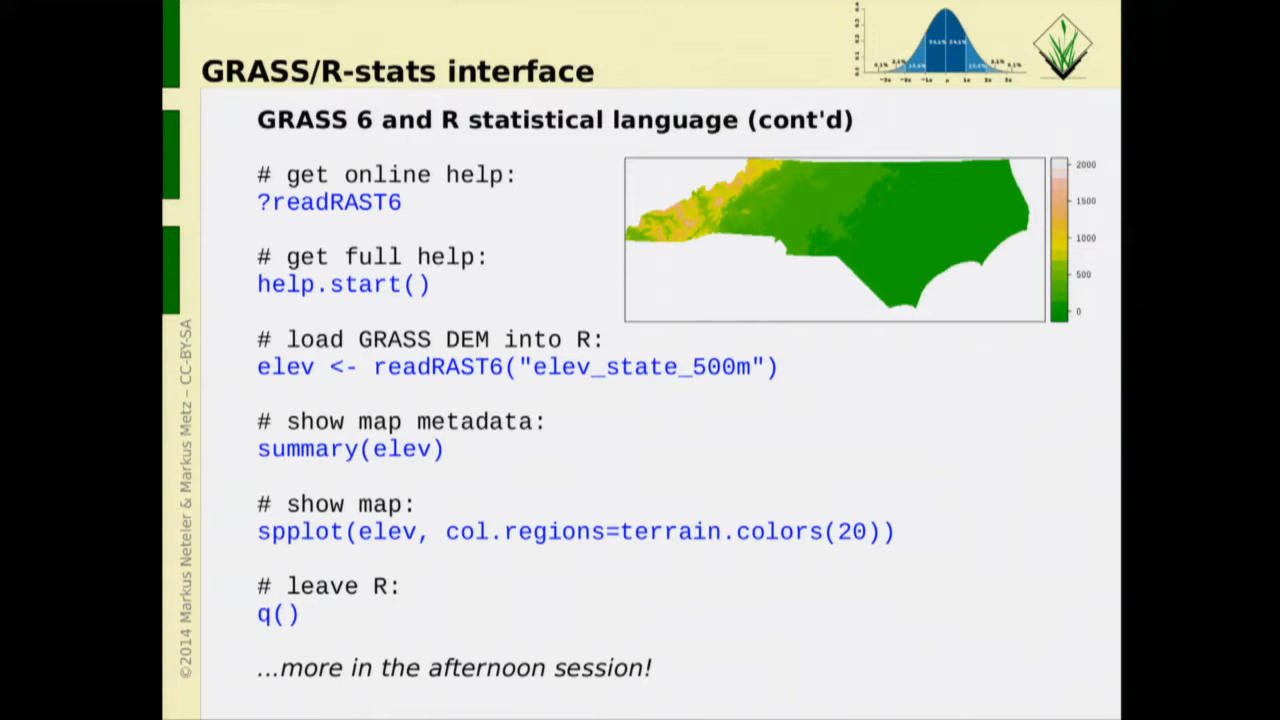 GRASS/R-stats interface
GRASS 6 and R statistical language (cont'd)
# get online help:
?readRAST6
# get full help:
help.start()
# load GRASS DEM into R:
elev <- readRAST6("elev_state_500m")
# show map metadata:
summary(elev)
# show map:
spplot(elev, col.regions=terrain.colors(20))
# leave R:
q()
...more in the afternoon session!
2000
1500
1000
500
0
©2014 Markus Neteler & Markus Metz – CC-BY-SA